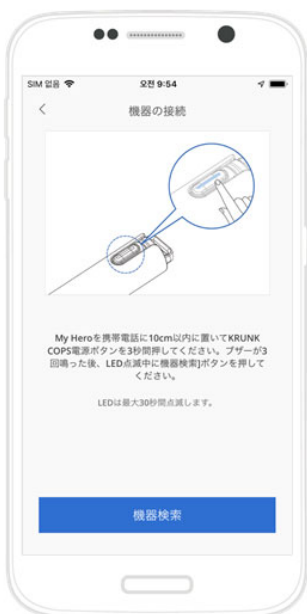 SIM 없음 오전 9:54
機器の接続
My Heroを携帯電話に10cm以内に置いてKRUNK
COPS電源ボタンを3秒間押してください。ブザーが3
回鳴った後、LED点滅中に機器検索]ボタンを押して
ください。
LEDは最大30秒間点滅します。
機器検索